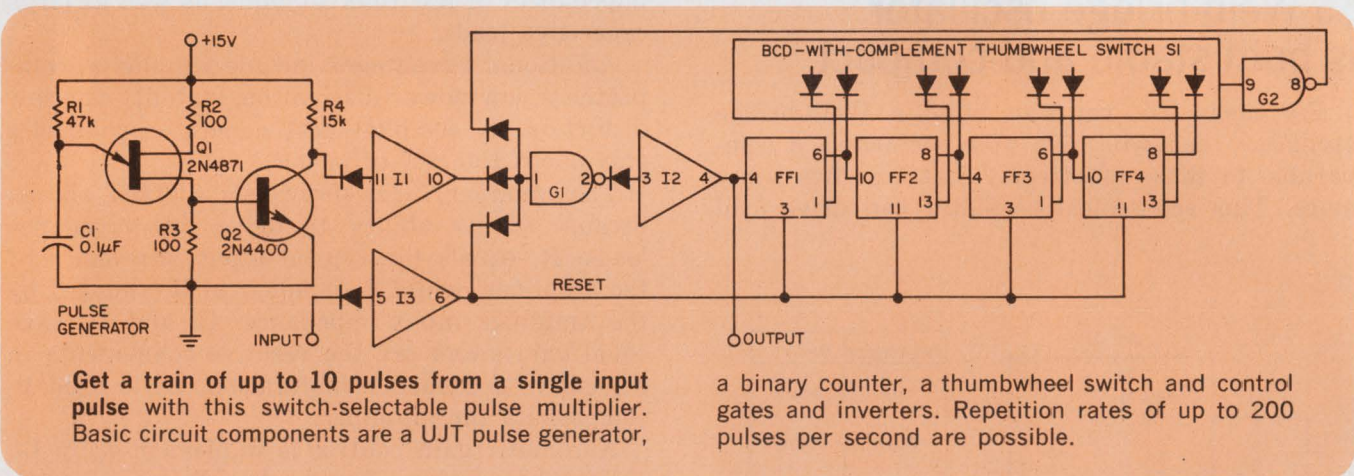 +15V
BCD-WITH-COMPLEMENT THUMBWHEEL SWITCH S1
R1
47k
R2
100
R4
15k
Q1
2N4871
9 8
G2
11 I1 10
1 2
G1
3 I2 4
6
4 FF1
3 1
8
10 FF2
11 13
6
4 FF3
3 1
8
10 FF4
11 13
C1
0.1μF
R3
100
Q2
2N4400
5 I3 6
RESET
PULSE
GENERATOR
INPUT
OUTPUT
Get a train of up to 10 pulses from a single input
pulse with this switch-selectable pulse multiplier.
Basic circuit components are a UJT pulse generator,
a binary counter, a thumbwheel switch and control
gates and inverters. Repetition rates of up to 200
pulses per second are possible.